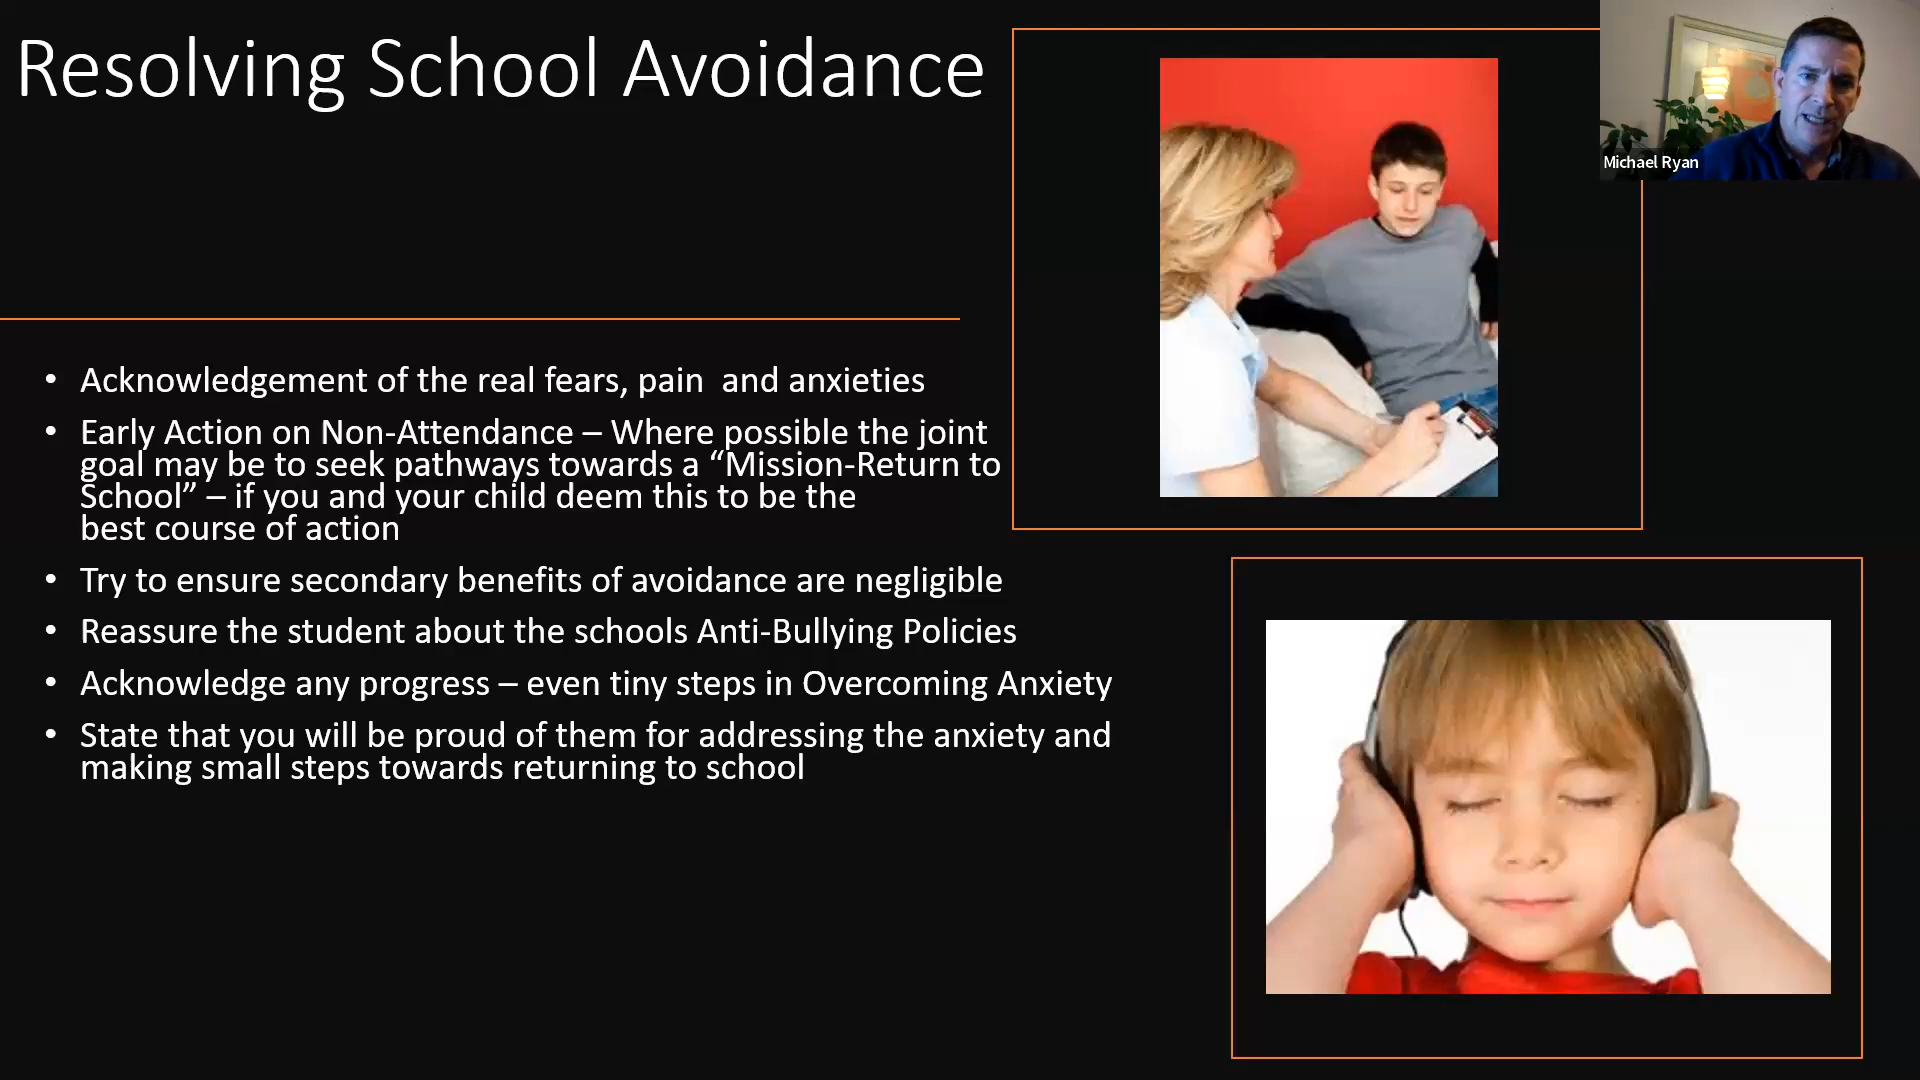 Resolving School Avoidance
Michael Ryan
• Acknowledgement of the real fears, pain  and anxieties
• Early Action on Non-Attendance – Where possible the joint
goal may be to seek pathways towards a “Mission-Return to
School” – if you and your child deem this to be the
best course of action
• Try to ensure secondary benefits of avoidance are negligible
• Reassure the student about the schools Anti-Bullying Policies
• Acknowledge any progress – even tiny steps in Overcoming Anxiety
• State that you will be proud of them for addressing the anxiety and
making small steps towards returning to school